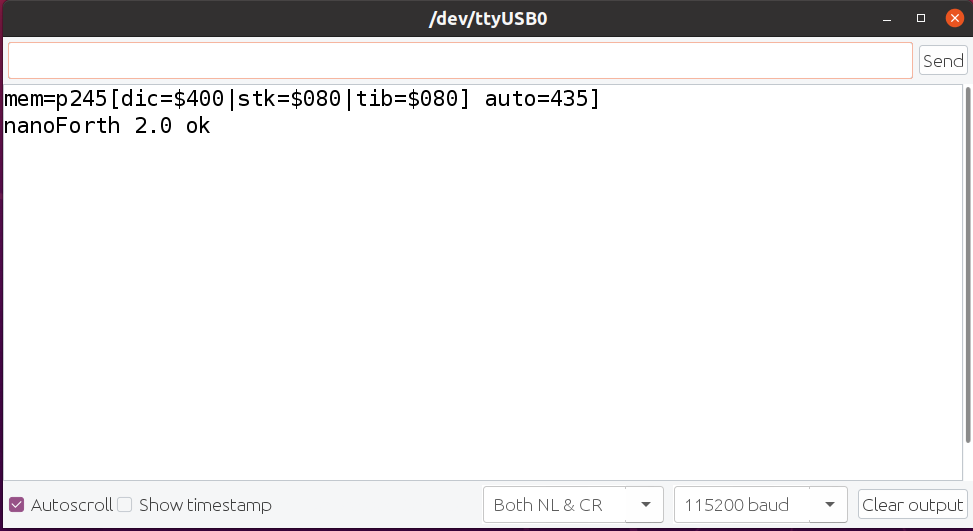 /dev/ttyUSB0
Send
mem=p245[dic=$400|stk=$080|tib=$080] auto=435]
nanoForth 2.0 ok
Autoscroll Show timestamp Both NL & CR 115200 baud Clear output